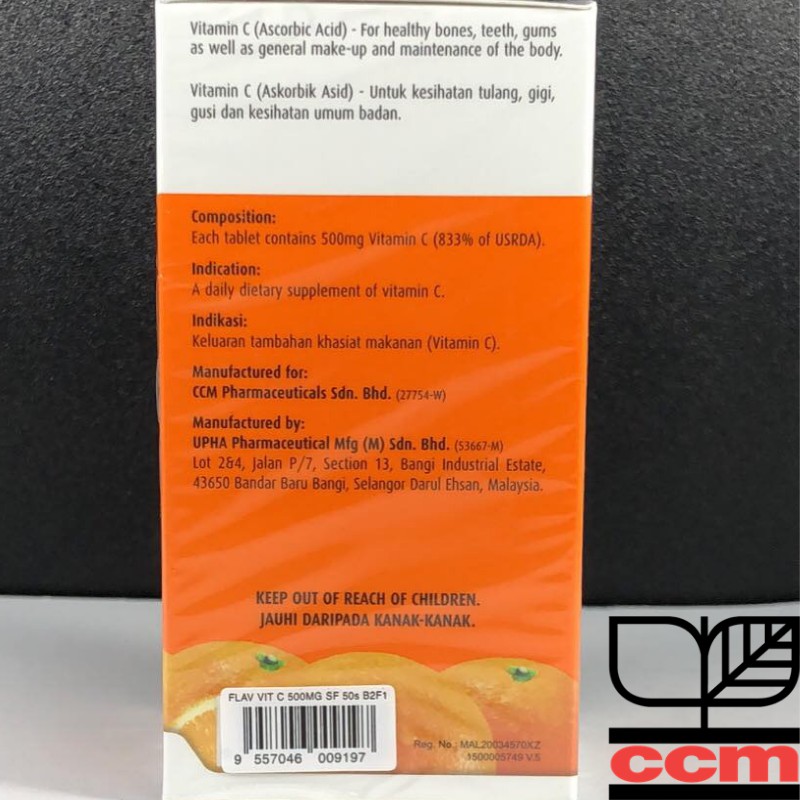 Vitamin C (Ascorbic Acid) - For healthy bones, teeth, gums
as well as general make-up and maintenance of the body.
Vitamin C (Askorbik Asid) - Untuk kesihatan tulang, gigi,
gusi dan kesihatan umum badan.
Composition:
Each tablet contains 500mg Vitamin C (833% of USRDA).
Indication:
A daily dietary supplement of vitamin C.
Indikasi:
Keluaran tambahan khasiat makanan (Vitamin C).
Manufactured for:
CCM Pharmaceuticals Sdn. Bhd. (27754-W)
Manufactured by:
UPHA Pharmaceutical Mfg (M) Sdn. Bhd. (53667-M)
Lot 2&4, Jalan P/7, Section 13, Bangi Industrial Estate,
43650 Bandar Baru Bangi, Selangor Darul Ehsan, Malaysia.
KEEP OUT OF REACH OF CHILDREN.
JAUHI DARIPADA KANAK-KANAK.
FLAV VIT C 500MG SF 50s B2F1
9 557046 009197
Reg. No.: MAL20034570XZ
1500005749 V.5
ccm